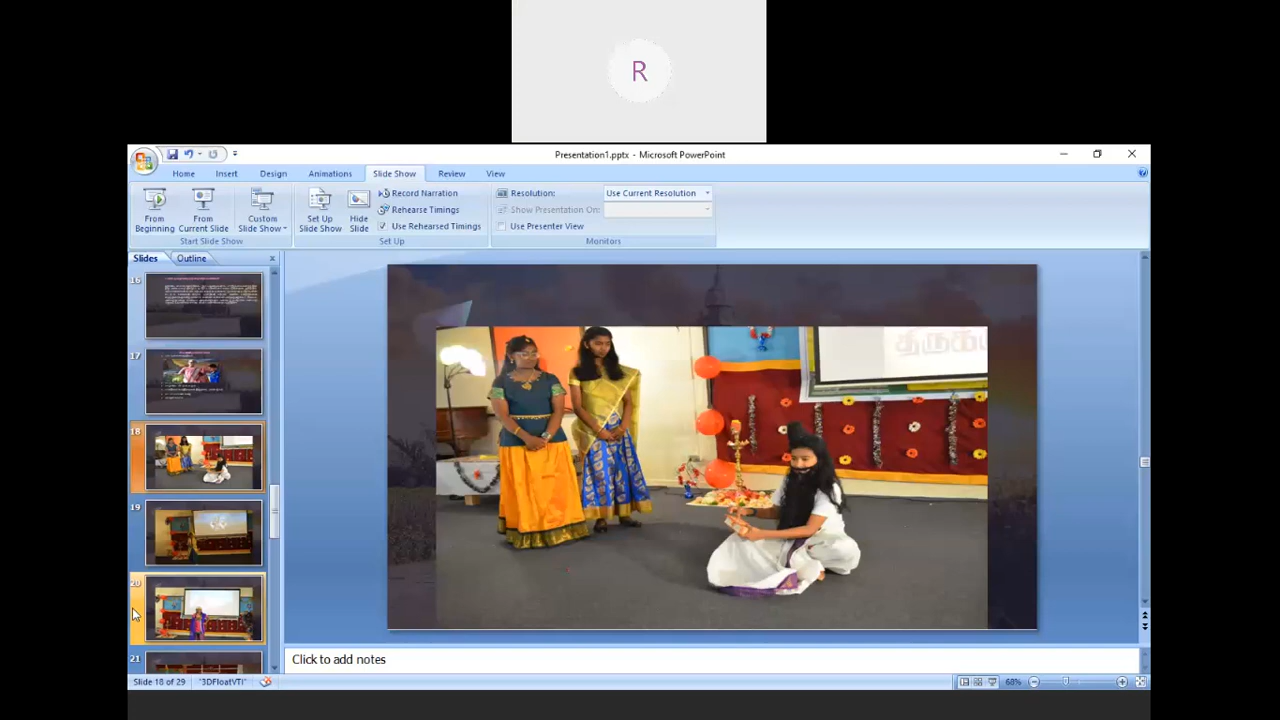 R
Presentation1.pptx - Microsoft PowerPoint
Home Insert Design Animations Slide Show Review View
From Beginning
From Current Slide
Custom Slide Show
Start Slide Show
Set Up Slide Show
Hide Slide
Record Narration
Rehearse Timings
Use Rehearsed Timings
Set Up
Resolution: Use Current Resolution
Show Presentation On:
Use Presenter View
Monitors
Slides Outline
16
17
18
19
20
21
Click to add notes
Slide 18 of 29 "3DFloatVTI" 68%